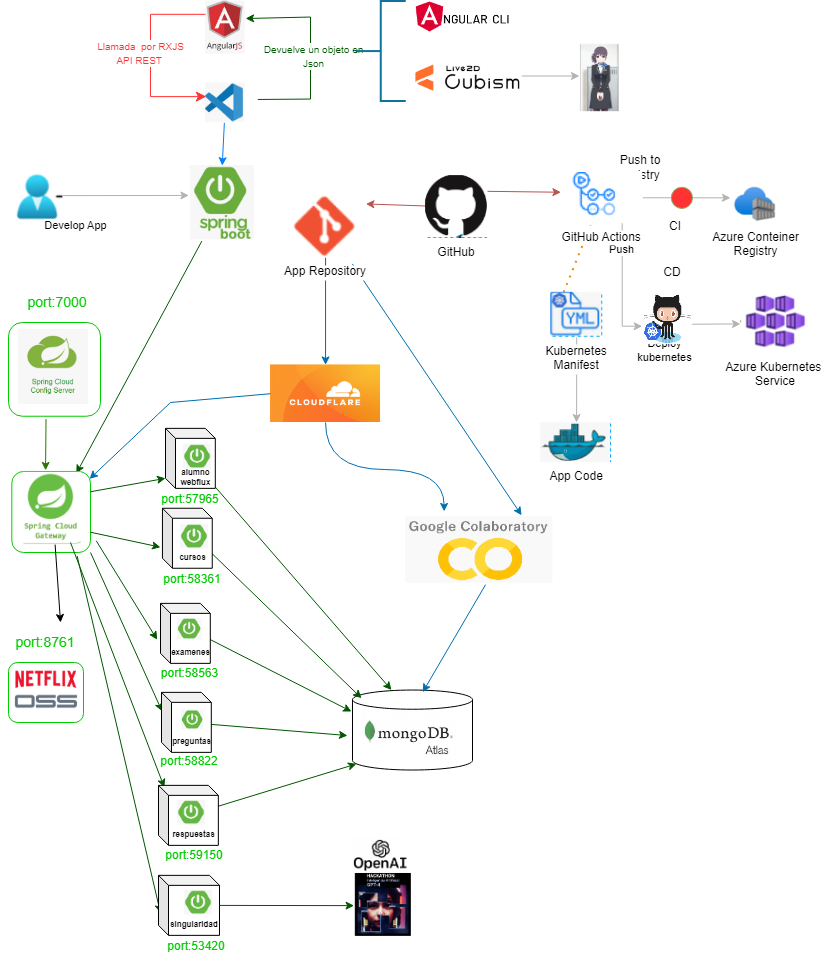 AngularJS
Llamada por RXJS
API REST
Devuelve un objeto en
Json
ANGULAR CLI
Live2D
Cubism
Develop App
spring
boot
App Repository
GitHub
Push to
stry
GitHub Actions
Push
CI
Azure Conteiner
Registry
CD
YML
Kubernetes
Manifest
Deploy
kubernetes
Azure Kubernetes
Service
App Code
port:7000
Spring Cloud
Config Server
CLOUDFLARE
Spring Cloud
Gateway
alumno
webflux
port:57965
cursos
port:58361
Google Colaboratory
examenes
port:58563
port:8761
NETFLIX
OSS
preguntas
port:58822
mongoDB.
Atlas
respuestas
port:59150
OpenAI
HACKATHON
GPT-4
singularidad
port:53420